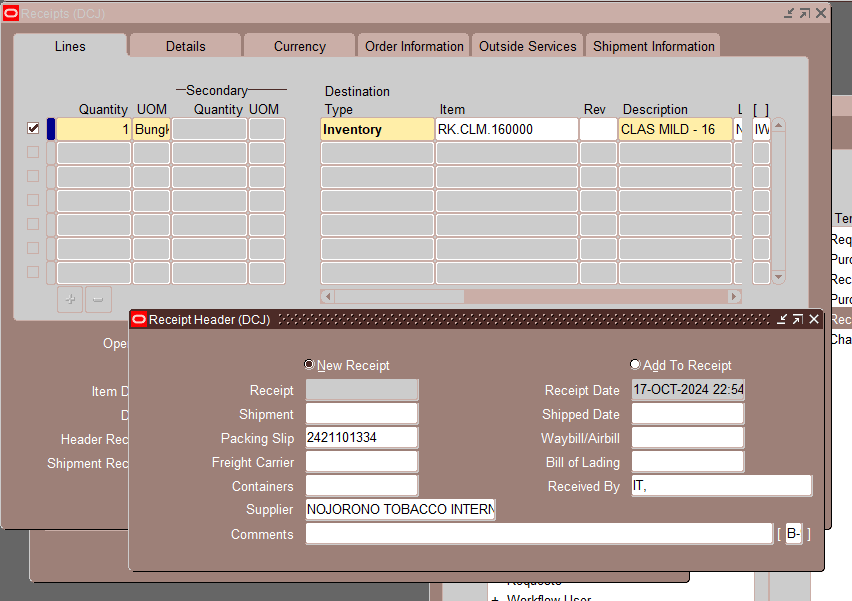 Receipts (DCJ)
Lines Details Currency Order Information Outside Services Shipment Information
Secondary Destination
Quantity UOM Quantity UOM Type Item Rev Description L [ ]
1 Bungk Inventory RK.CLM.160000 CLAS MILD - 16 N IW
Ter
Req
Purc
Rec
Purc
Rec
Cha
Receipt Header (DCJ)
Ope
Item D
D
Header Rec
Shipment Rec
New Receipt Add To Receipt
Receipt Receipt Date 17-OCT-2024 22:54
Shipment Shipped Date
Packing Slip 2421101334 Waybill/Airbill
Freight Carrier Bill of Lading
Containers Received By IT,
Supplier NOJORONO TOBACCO INTERN
Comments [ B- ]
Requests
+ Workflow User